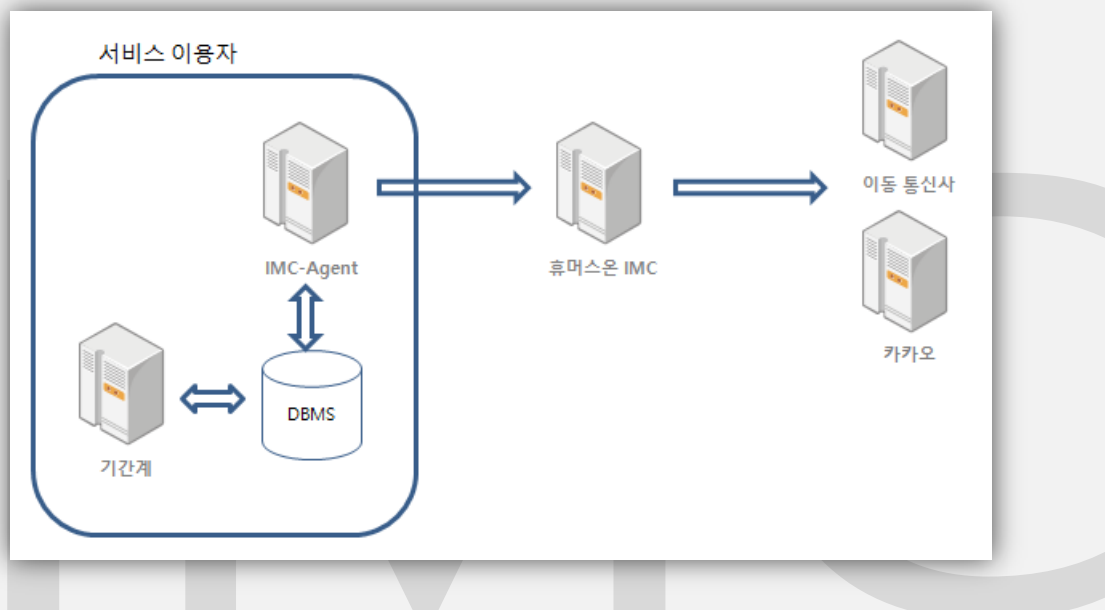 서비스 이용자
이동 통신사
IMC-Agent
휴머스온 IMC
카카오
DBMS
기간계